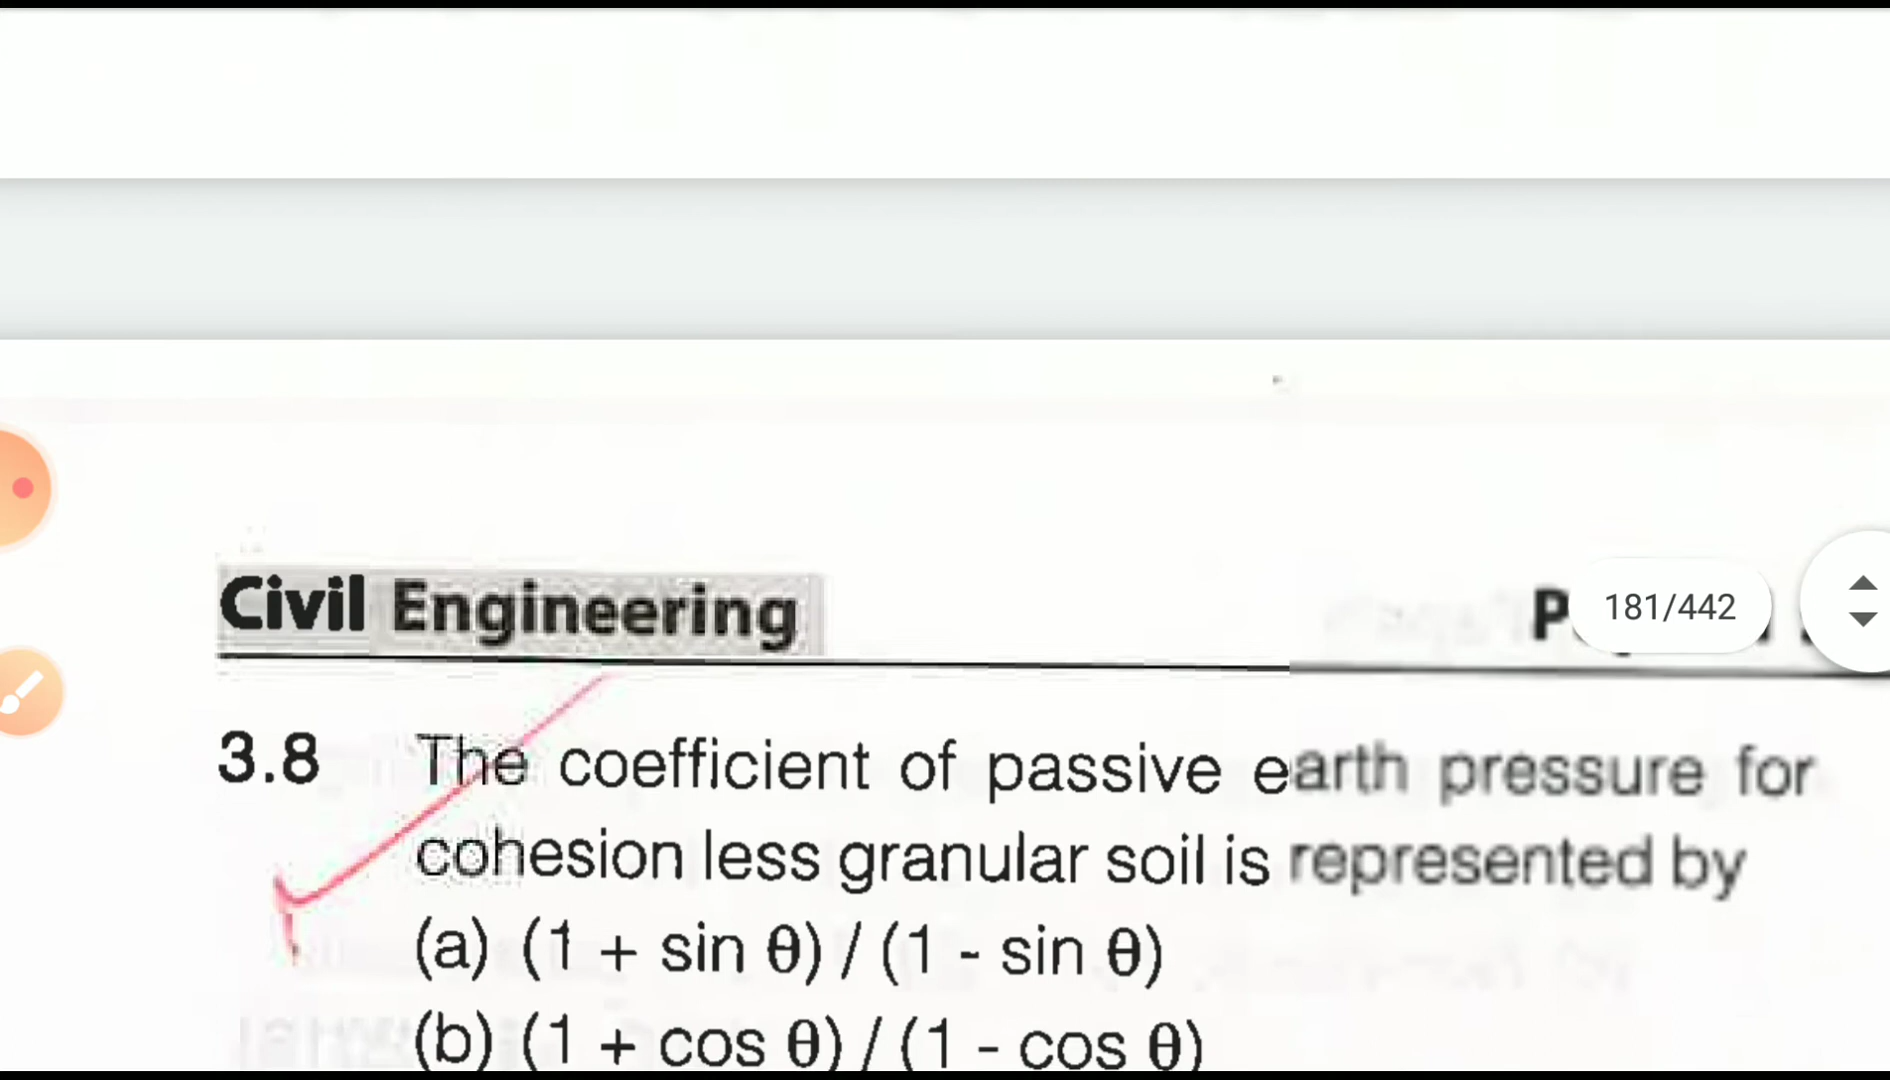 Civil Engineering
181/442
3.8 The coefficient of passive earth pressure for
cohesion less granular soil is represented by
(a) (1 + sin θ) / (1 - sin θ)
(b) (1 + cos θ) / (1 - cos θ)